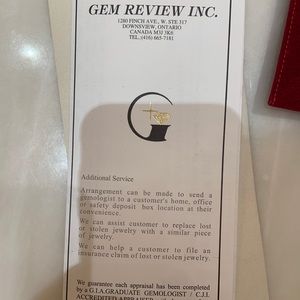 GEM REVIEW INC.
1280 FINCH AVE., W. STE 317
DOWNSVIEW, ONTARIO
CANADA M3J 3K6
TEL.:(416) 665-7181
Additional Service
Arrangement can be made to send a
gemologist to a customer's home, office
or safety deposit box location at their
convenience.
We can assist customer to replace lost
or stolen jewelry with a similar piece
of jewelry.
We can help a customer to file an
insurance claim of lost or stolen jewelry.
We guarantee each appraisal has been completed
by a G.I.A.GRADUATE GEMOLOGIST / C.J.I.
ACCREDITED APPRAISER